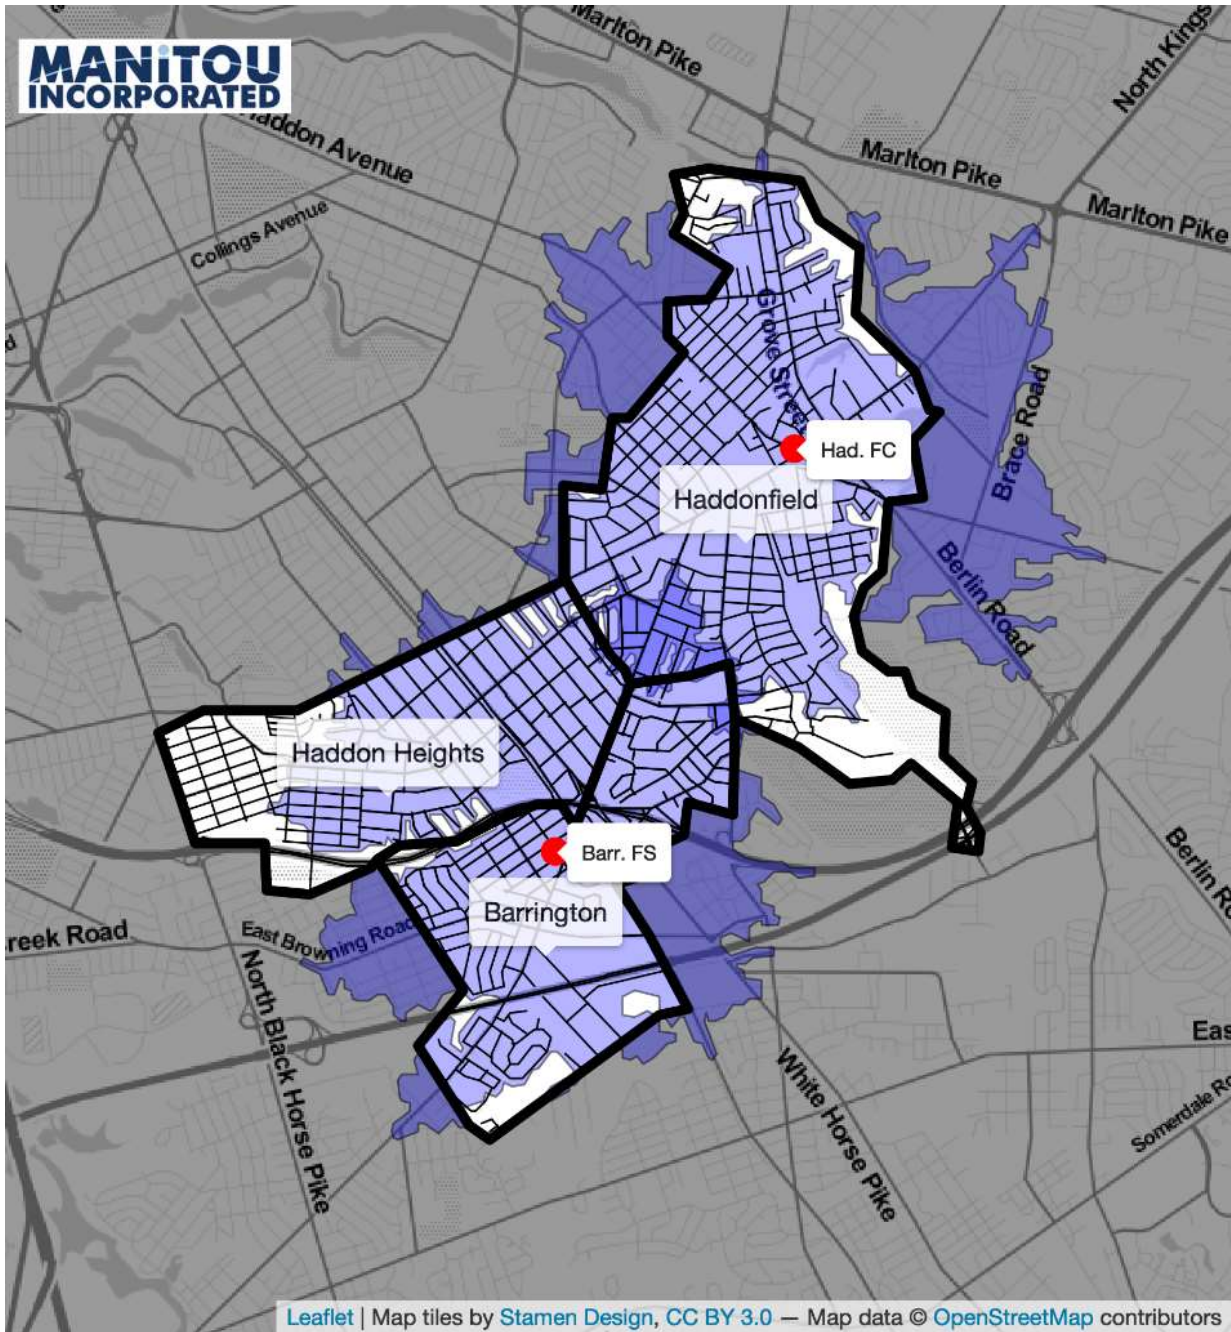 Marlton Pike
North Kings
MANiTOU
INCORPORATED
Haddon Avenue
Marlton Pike
Marlton Pike
Collings Avenue
Grove Street
Brace Road
Had. FC
Haddonfield
Berlin Road
Haddon Heights
Barr. FS
Berlin Ro
Barrington
reek Road
East Browning Road
North Black Horse Pike
White Horse Pike
Eas
Somerdale Ro
Leaflet | Map tiles by Stamen Design, CC BY 3.0 — Map data © OpenStreetMap contributors